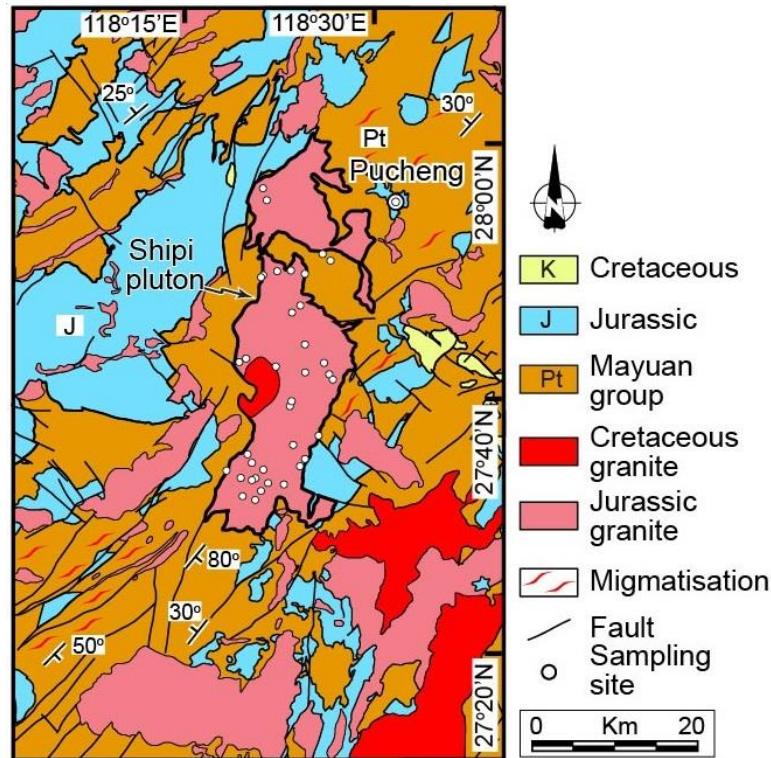 118°15'E
118°30'E
25°
30°
Pt
Pucheng
28°00'N
Shipi
pluton
J
27°40'N
80°
30°
50°
27°20'N
N
K Cretaceous
J Jurassic
Pt Mayuan
group
Cretaceous
granite
Jurassic
granite
Migmatisation
Fault
Sampling
site
0 Km 20